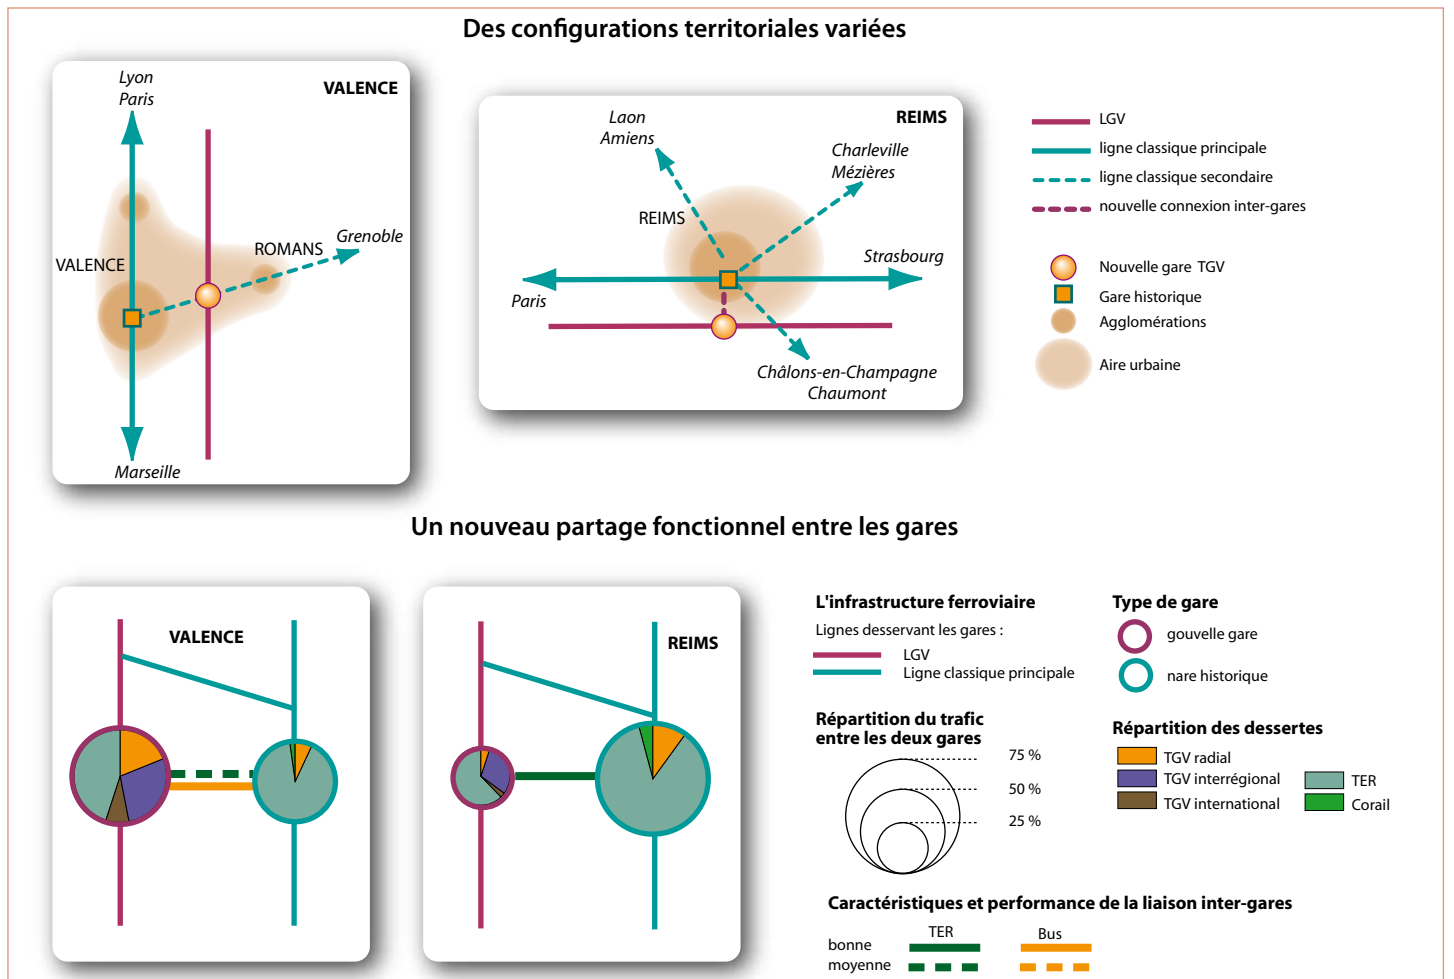 Des configurations territoriales variées
VALENCE
Lyon
Paris
VALENCE
ROMANS
Grenoble
Marseille
REIMS
Laon
Amiens
Charleville
Mézières
REIMS
Strasbourg
Paris
Châlons-en-Champagne
Chaumont
LGV
ligne classique principale
ligne classique secondaire
nouvelle connexion inter-gares
Nouvelle gare TGV
Gare historique
Agglomérations
Aire urbaine
Un nouveau partage fonctionnel entre les gares
VALENCE
REIMS
L'infrastructure ferroviaire
Lignes desservant les gares :
LGV
Ligne classique principale
Type de gare
gouvelle gare
nare historique
Répartition du trafic
entre les deux gares
75 %
50 %
25 %
Répartition des dessertes
TGV radial
TGV interrégional
TGV international
TER
Corail
Caractéristiques et performance de la liaison inter-gares
TER
Bus
bonne
moyenne